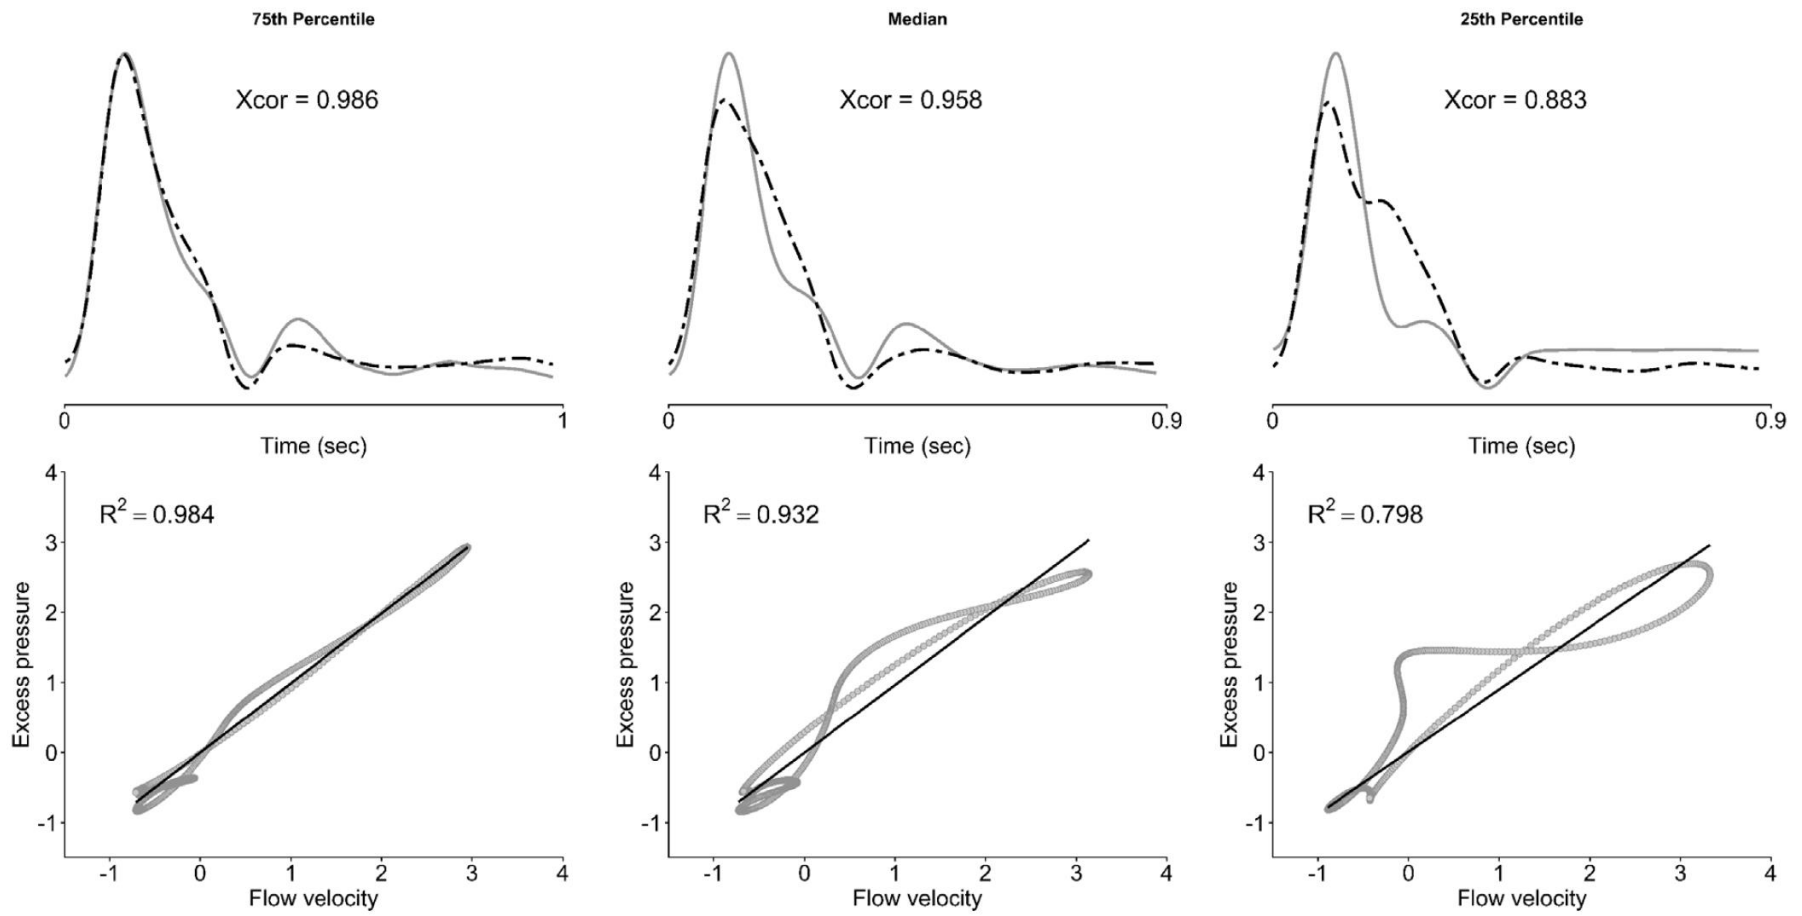 75th Percentile
Median
25th Percentile
Xcor = 0.986
Xcor = 0.958
Xcor = 0.883
0 1
0 0.9
0 0.9
Time (sec)
Time (sec)
Time (sec)
R² = 0.984
R² = 0.932
R² = 0.798
Excess pressure
4
3
2
1
0
-1
Excess pressure
4
3
2
1
0
-1
Excess pressure
4
3
2
1
0
-1
-1 0 1 2 3 4
-1 0 1 2 3 4
-1 0 1 2 3 4
Flow velocity
Flow velocity
Flow velocity